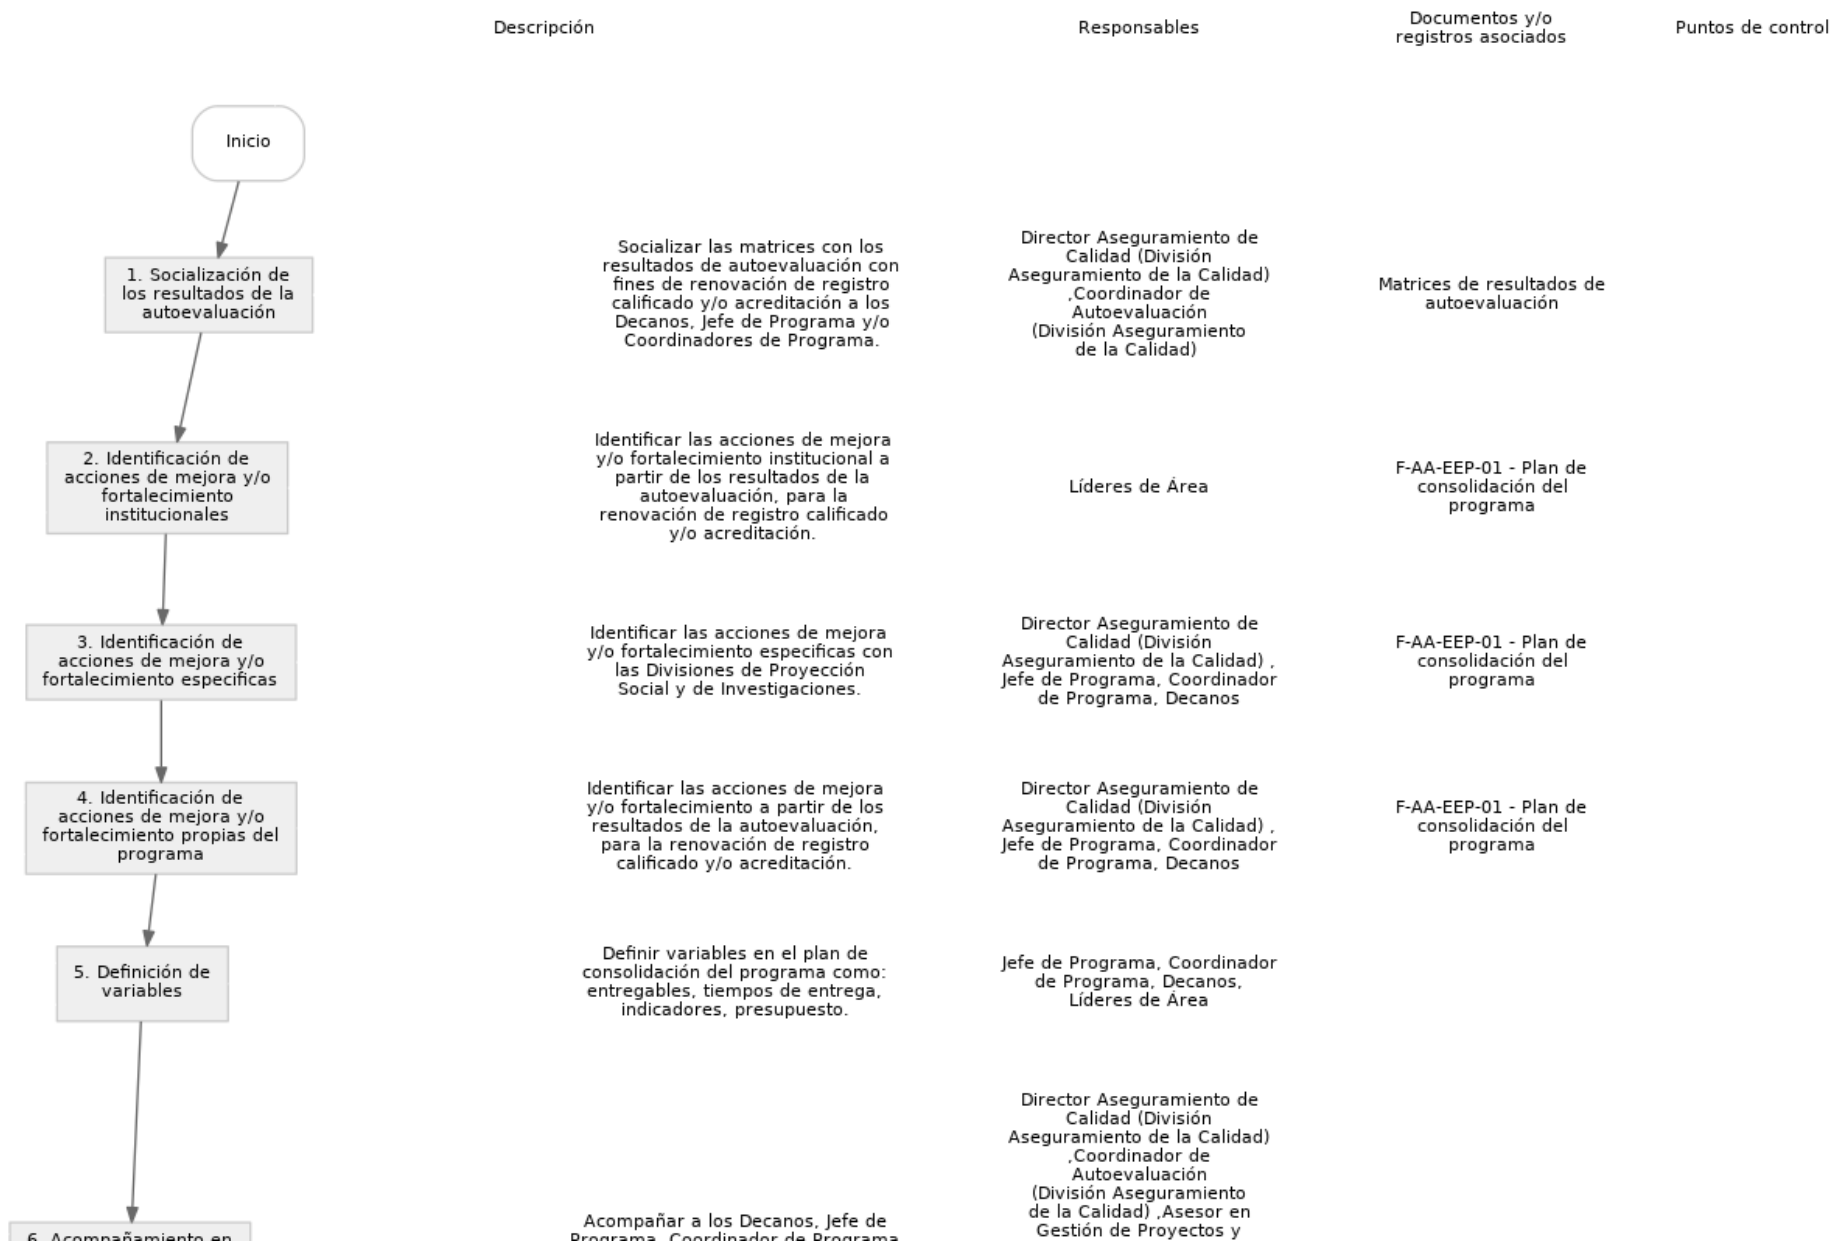 Descripción
Responsables
Documentos y/o
registros asociados
Puntos de control
Inicio
1. Socialización de
los resultados de la
autoevaluación
Socializar las matrices con los
resultados de autoevaluación con
fines de renovación de registro
calificado y/o acreditación a los
Decanos, Jefe de Programa y/o
Coordinadores de Programa.
Director Aseguramiento de
Calidad (División
Aseguramiento de la Calidad)
,Coordinador de
Autoevaluación
(División Aseguramiento
de la Calidad)
Matrices de resultados de
autoevaluación
2. Identificación de
acciones de mejora y/o
fortalecimiento
institucionales
Identificar las acciones de mejora
y/o fortalecimiento institucional a
partir de los resultados de la
autoevaluación, para la
renovación de registro calificado
y/o acreditación.
Líderes de Área
F-AA-EEP-01 - Plan de
consolidación del
programa
3. Identificación de
acciones de mejora y/o
fortalecimiento especificas
Identificar las acciones de mejora
y/o fortalecimiento especificas con
las Divisiones de Proyección
Social y de Investigaciones.
Director Aseguramiento de
Calidad (División
Aseguramiento de la Calidad) ,
Jefe de Programa, Coordinador
de Programa, Decanos
F-AA-EEP-01 - Plan de
consolidación del
programa
4. Identificación de
acciones de mejora y/o
fortalecimiento propias del
programa
Identificar las acciones de mejora
y/o fortalecimiento a partir de los
resultados de la autoevaluación,
para la renovación de registro
calificado y/o acreditación.
Director Aseguramiento de
Calidad (División
Aseguramiento de la Calidad) ,
Jefe de Programa, Coordinador
de Programa, Decanos
F-AA-EEP-01 - Plan de
consolidación del
programa
5. Definición de
variables
Definir variables en el plan de
consolidación del programa como:
entregables, tiempos de entrega,
indicadores, presupuesto.
Jefe de Programa, Coordinador
de Programa, Decanos,
Líderes de Área
6. Acompañamiento en
Acompañar a los Decanos, Jefe de
Programa, Coordinador de Programa
Director Aseguramiento de
Calidad (División
Aseguramiento de la Calidad)
,Coordinador de
Autoevaluación
(División Aseguramiento
de la Calidad) ,Asesor en
Gestión de Proyectos y